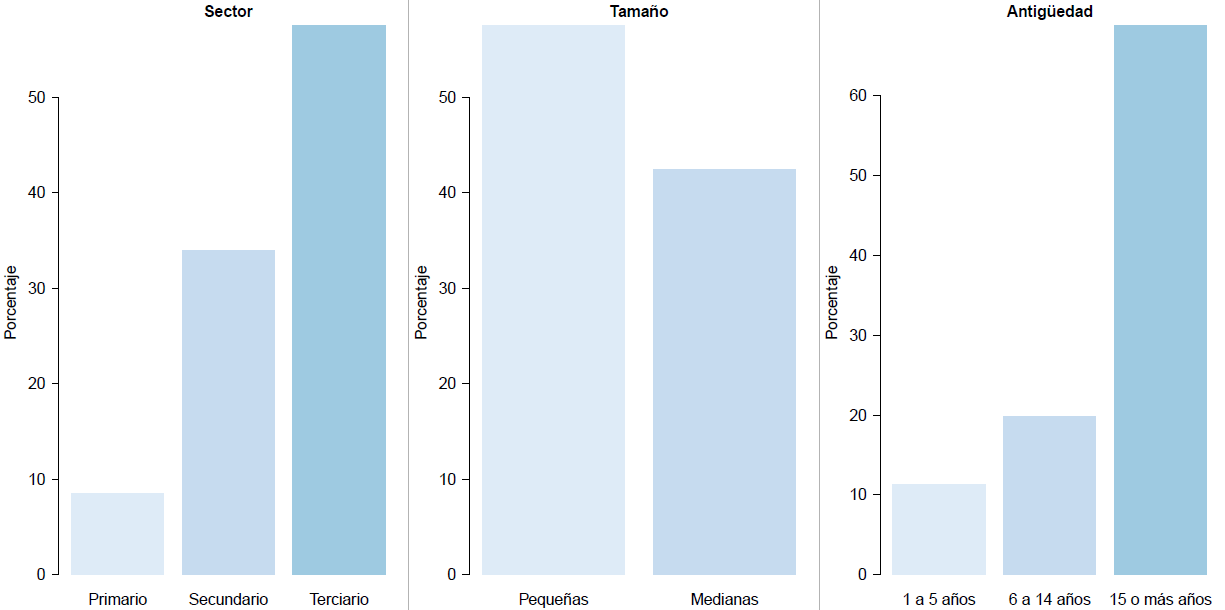 Sector
Porcentaje
50
40
30
20
10
0
Primario Secundario Terciario
Tamaño
Porcentaje
50
40
30
20
10
0
Pequeñas Medianas
Antigüedad
Porcentaje
60
50
40
30
20
10
0
1 a 5 años 6 a 14 años 15 o más años